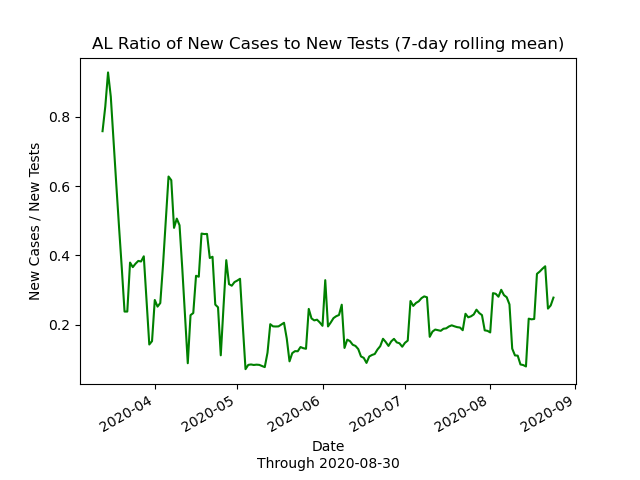 AL Ratio of New Cases to New Tests (7-day rolling mean)
New Cases / New Tests
0.8
0.6
0.4
0.2
2020-04
2020-05
2020-06
2020-07
2020-08
2020-09
Date
Through 2020-08-30